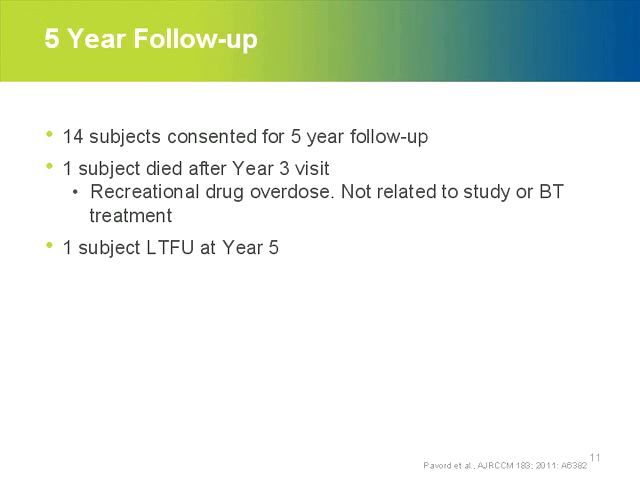 5 Year Follow-up
• 14 subjects consented for 5 year follow-up
• 1 subject died after Year 3 visit
• Recreational drug overdose. Not related to study or BT
treatment
• 1 subject LTFU at Year 5
11
Pavord et al., AJRCCM 183; 2011: A6382